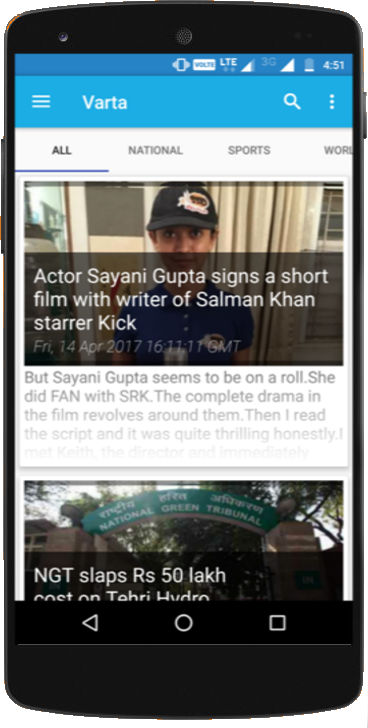 VOLTE LTE 3G 4:51
Varta
ALL NATIONAL SPORTS WORL
Actor Sayani Gupta signs a short
film with writer of Salman Khan
starrer Kick
Fri, 14 Apr 2017 16:11:11 GMT
But Sayani Gupta seems to be on a roll.She
did FAN with SRK.The complete drama in
the film revolves around them.Then I read
the script and it was quite thrilling honestly.I
met Keith, the director and immediately
राष्ट्रीय हरित अधिकरण
NATIONAL GREEN TRIBUNAL
NGT slaps Rs 50 lakh
cost on Tehri Hydro